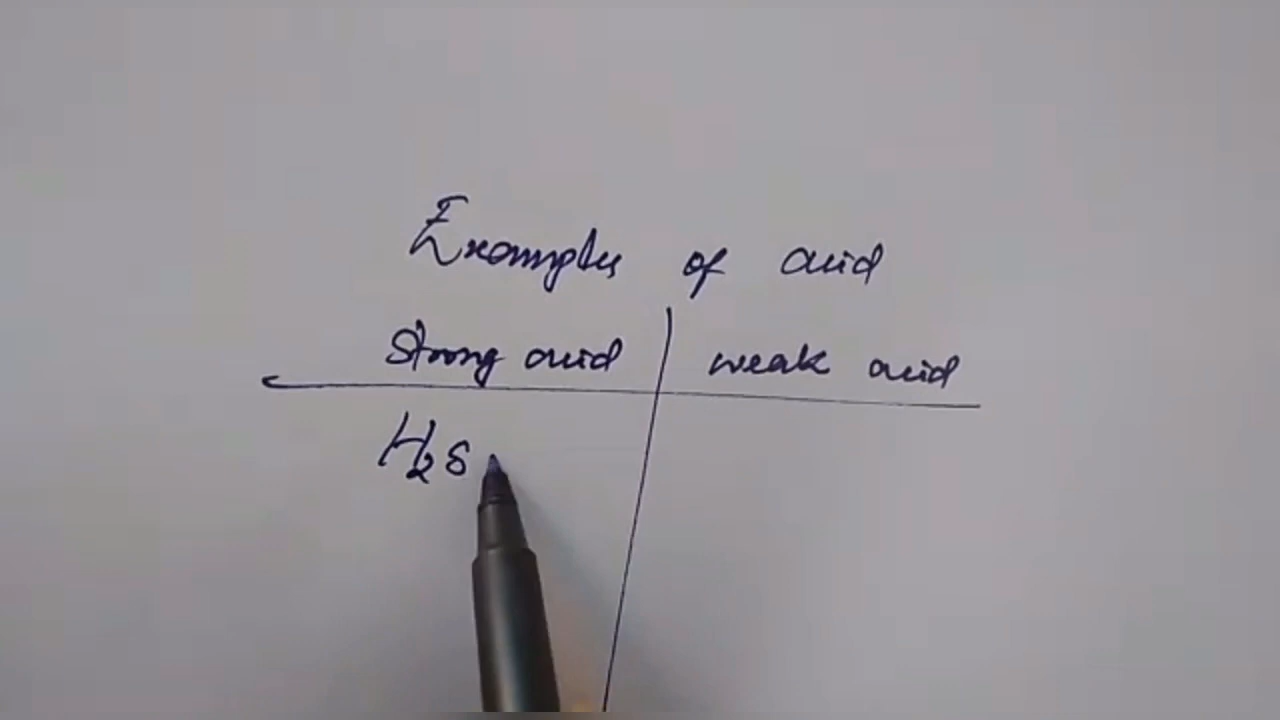 Examples of acid
Strong acid weak acid
H₂S